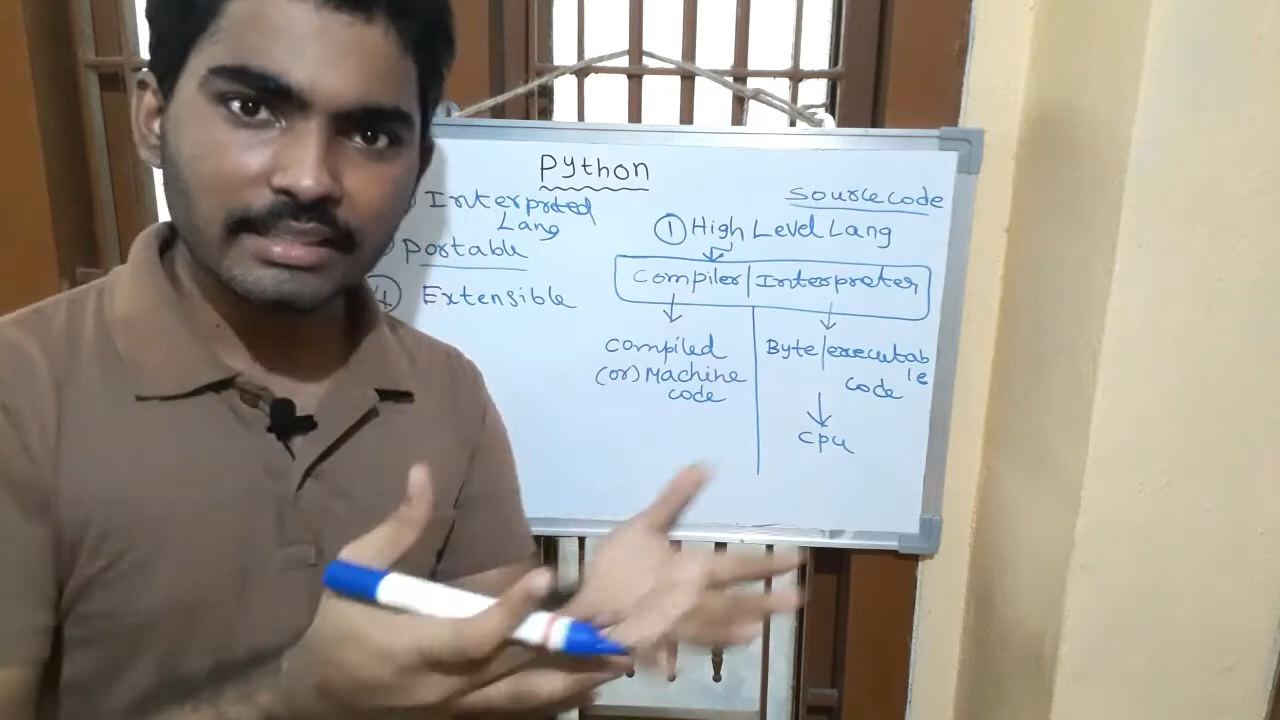 Python
Interpreted
Lang
Portable
4 Extensible
Sourcecode
1 High Level Lang
Compiler|Interpreter
Compiled
(or) Machine
code
Byte|executab
le
code
CPU